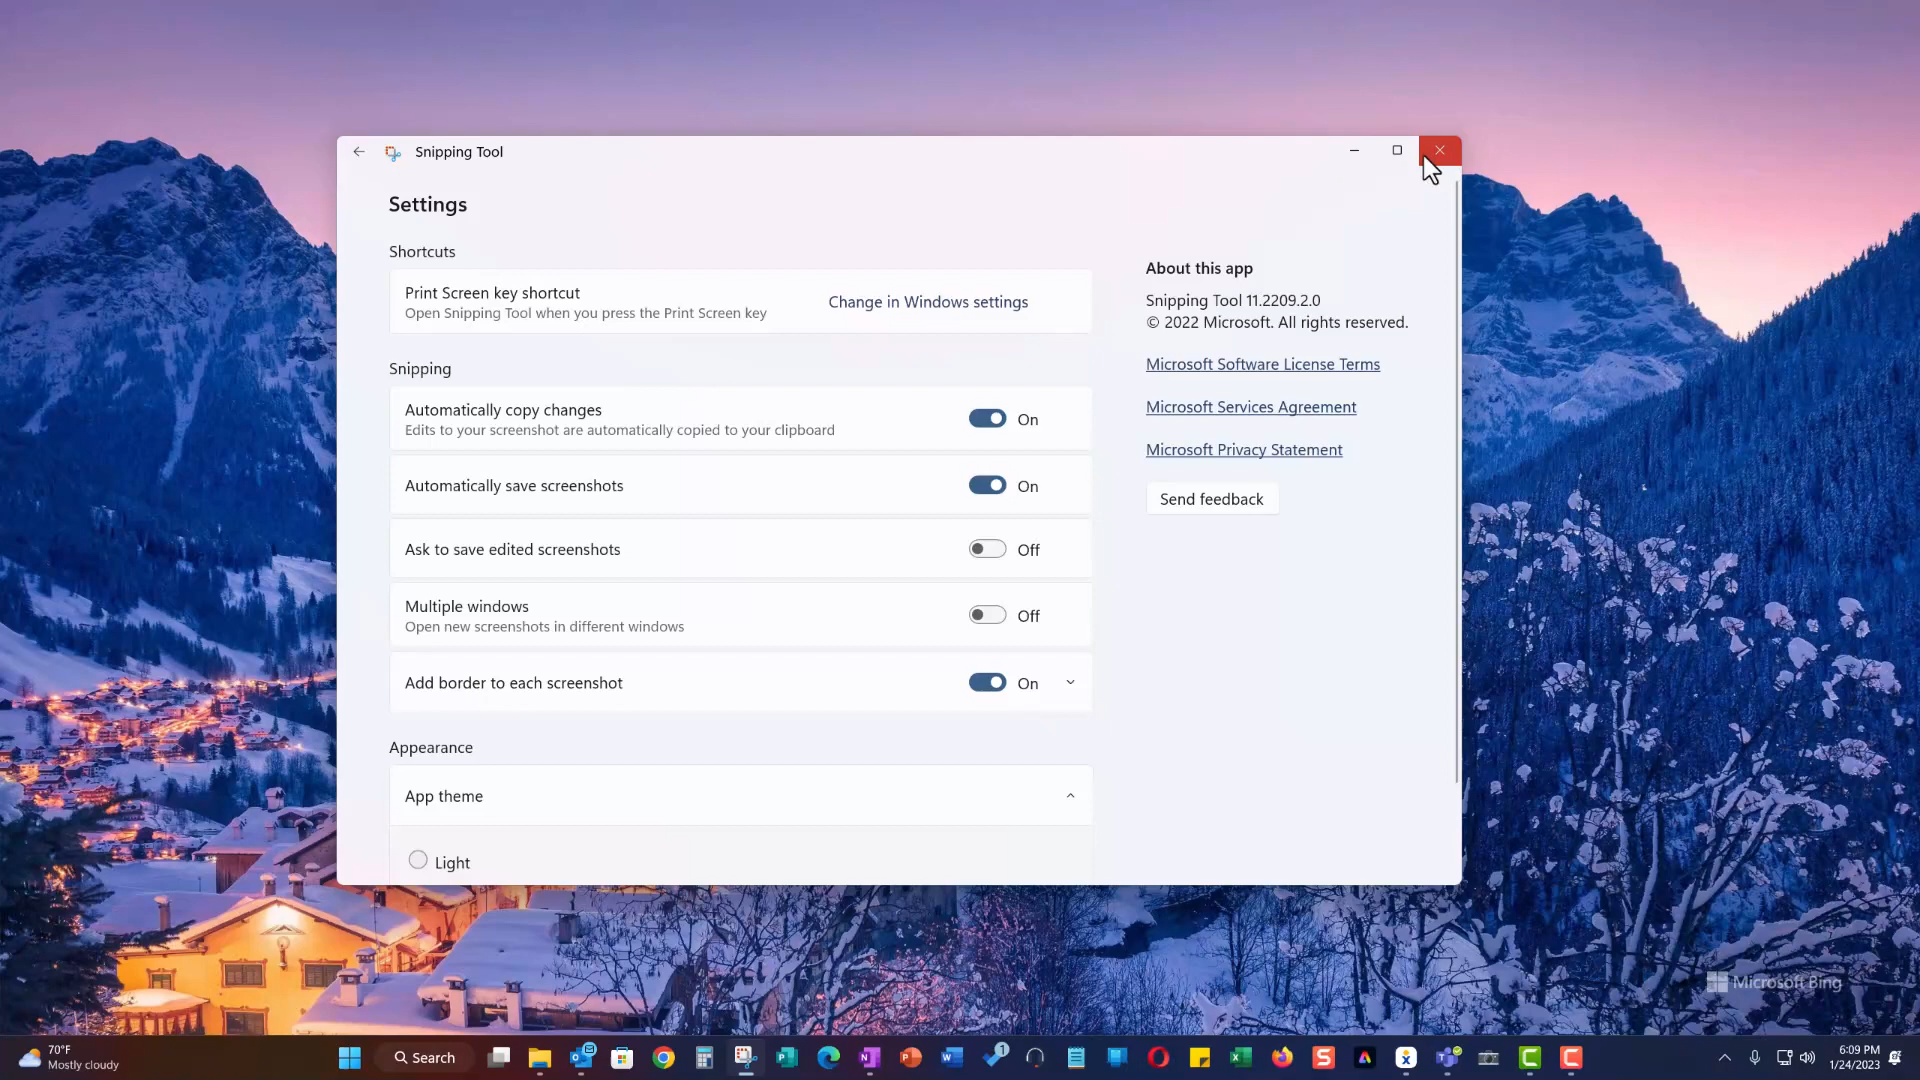 Snipping Tool
Settings
Shortcuts
Print Screen key shortcut
Open Snipping Tool when you press the Print Screen key
Change in Windows settings
Snipping
Automatically copy changes
Edits to your screenshot are automatically copied to your clipboard
On
Automatically save screenshots
On
Ask to save edited screenshots
Off
Multiple windows
Open new screenshots in different windows
Off
Add border to each screenshot
On
Appearance
App theme
Light
About this app
Snipping Tool 11.2209.2.0
© 2022 Microsoft. All rights reserved.
Microsoft Software License Terms
Microsoft Services Agreement
Microsoft Privacy Statement
Send feedback
Microsoft Bing
70°F
Mostly cloudy
Search
1
6:09 PM
1/24/2023